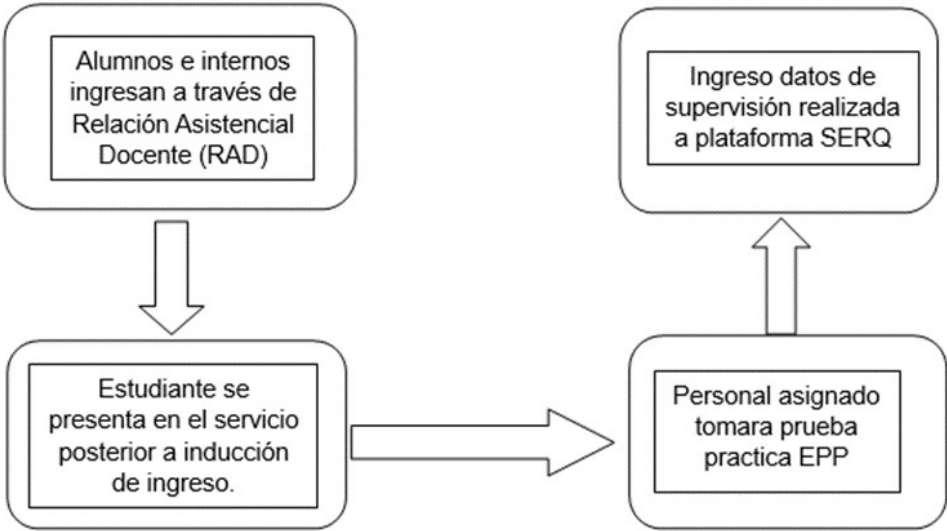 Alumnos e internos
ingresan a través de
Relación Asistencial
Docente (RAD)
Estudiante se
presenta en el servicio
posterior a inducción
de ingreso.
Personal asignado
tomara prueba
practica EPP
Ingreso datos de
supervisión realizada
a plataforma SERQ